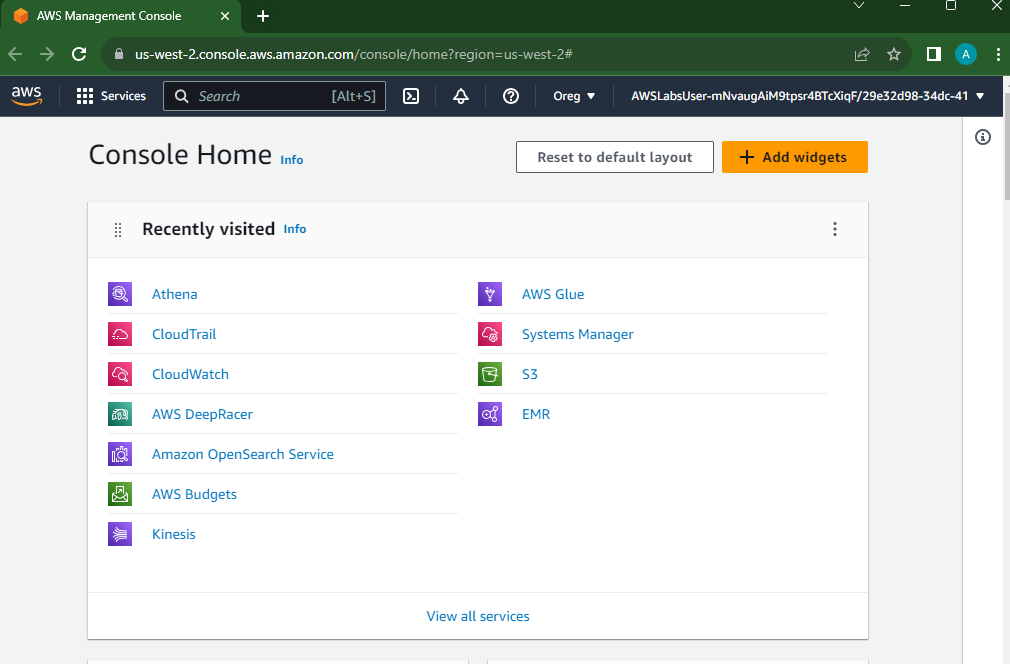 AWS Management Console
us-west-2.console.aws.amazon.com/console/home?region=us-west-2#
A
aws
Services
Search [Alt+S]
Oreg
AWSLabsUser-mNvaugAiM9tpsr4BTcXiqF/29e32d98-34dc-41
Console Home Info
Reset to default layout
Add widgets
Recently visited Info
Athena
CloudTrail
CloudWatch
AWS DeepRacer
Amazon OpenSearch Service
AWS Budgets
Kinesis
AWS Glue
Systems Manager
S3
EMR
View all services